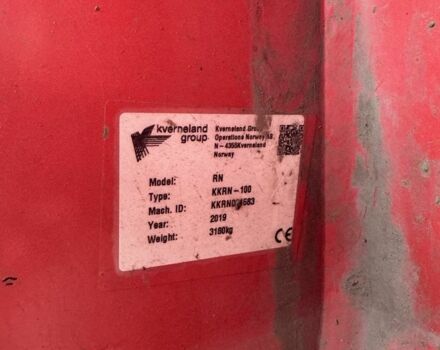 kverneland
group
Kverneland Group
Operations Norway AS
N - 4355Kverneland
Norway
Model: RN
Type: KKRN-100
Mach. ID:
Year: 2019
Weight: 3180kg
CE